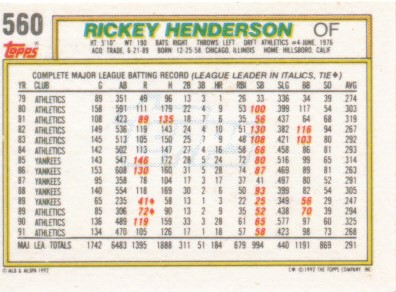 560 RICKEY HENDERSON OF
Topps HT. 5'10" WT. 190 BATS RIGHT THROWS LEFT DRFT. ATHLETICS #4-JUNE, 1976
ACQ. TRADE, 6-21-89 BORN 12-25-58, CHICAGO, ILLINOIS HOME HILLSBORO, CALIF.
COMPLETE MAJOR LEAGUE BATTING RECORD (LEAGUE LEADER IN ITALICS, TIE♦)
YR CLUB G AB R H 2B 3B HR RBI SB SLG BB SO AVG
79 ATHLETICS 89 351 49 96 13 3 1 26 33 336 34 39 274
80 ATHLETICS 158 591 111 179 22 4 9 53 100 399 117 54 303
81 ATHLETICS 108 423 89 135 18 7 6 35 56 437 64 68 319
82 ATHLETICS 149 536 119 143 24 4 10 51 130 382 116 94 267
83 ATHLETICS 145 513 105 150 25 7 9 48 108 421 103 80 292
84 ATHLETICS 142 502 113 147 27 4 16 58 66 458 86 81 293
85 YANKEES 143 547 146 172 28 5 24 72 80 516 99 65 314
86 YANKEES 153 608 130 160 31 5 28 74 87 469 89 81 263
87 YANKEES 95 358 78 104 17 3 17 37 41 497 80 52 291
88 YANKEES 140 554 118 169 30 2 6 50 93 399 82 54 305
89 YANKEES 65 235 41♦ 58 13 1 3 22 25 349 56 29 247
89 ATHLETICS 85 306 72♦ 90 13 2 9 35 52 438 70 39 294
90 ATHLETICS 136 489 119 159 33 3 28 61 65 577 97 60 325
91 ATHLETICS 134 470 105 126 17 1 18 57 58 423 98 73 268
MAJ. LEA. TOTALS 1742 6483 1395 1888 311 51 184 679 994 440 1191 869 291
© MLB & MLBPA 1992 C® © 1992 THE TOPPS COMPANY, INC.